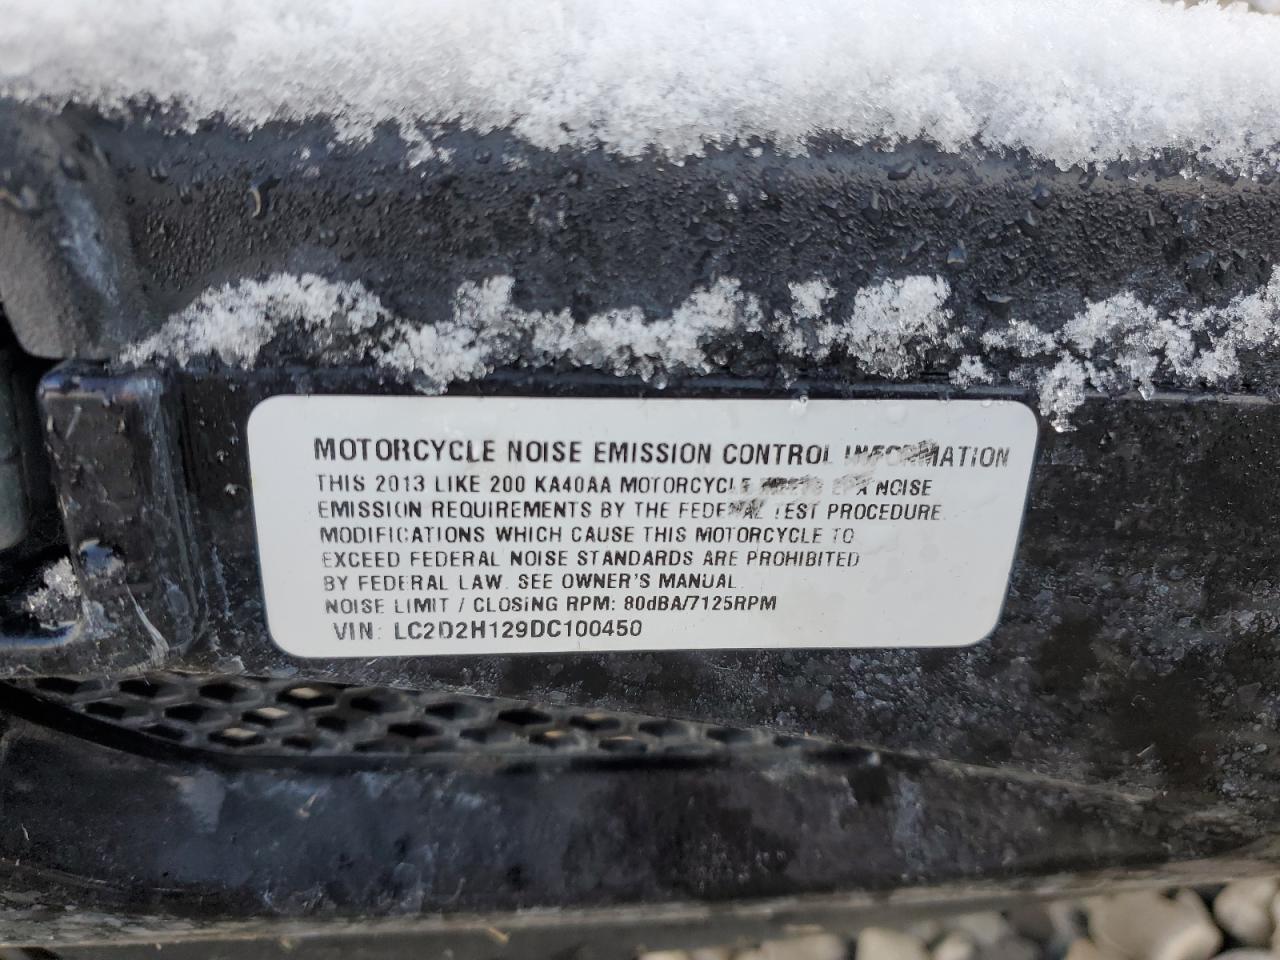 MOTORCYCLE NOISE EMISSION CONTROL INFORMATION
THIS 2013 LIKE 200 KA40AA MOTORCYCLE MEETS EPA NOISE
EMISSION REQUIREMENTS BY THE FEDERAL TEST PROCEDURE.
MODIFICATIONS WHICH CAUSE THIS MOTORCYCLE TO
EXCEED FEDERAL NOISE STANDARDS ARE PROHIBITED
BY FEDERAL LAW. SEE OWNER'S MANUAL.
NOISE LIMIT / CLOSING RPM: 80dBA/7125RPM
VIN: LC2D2H129DC100450